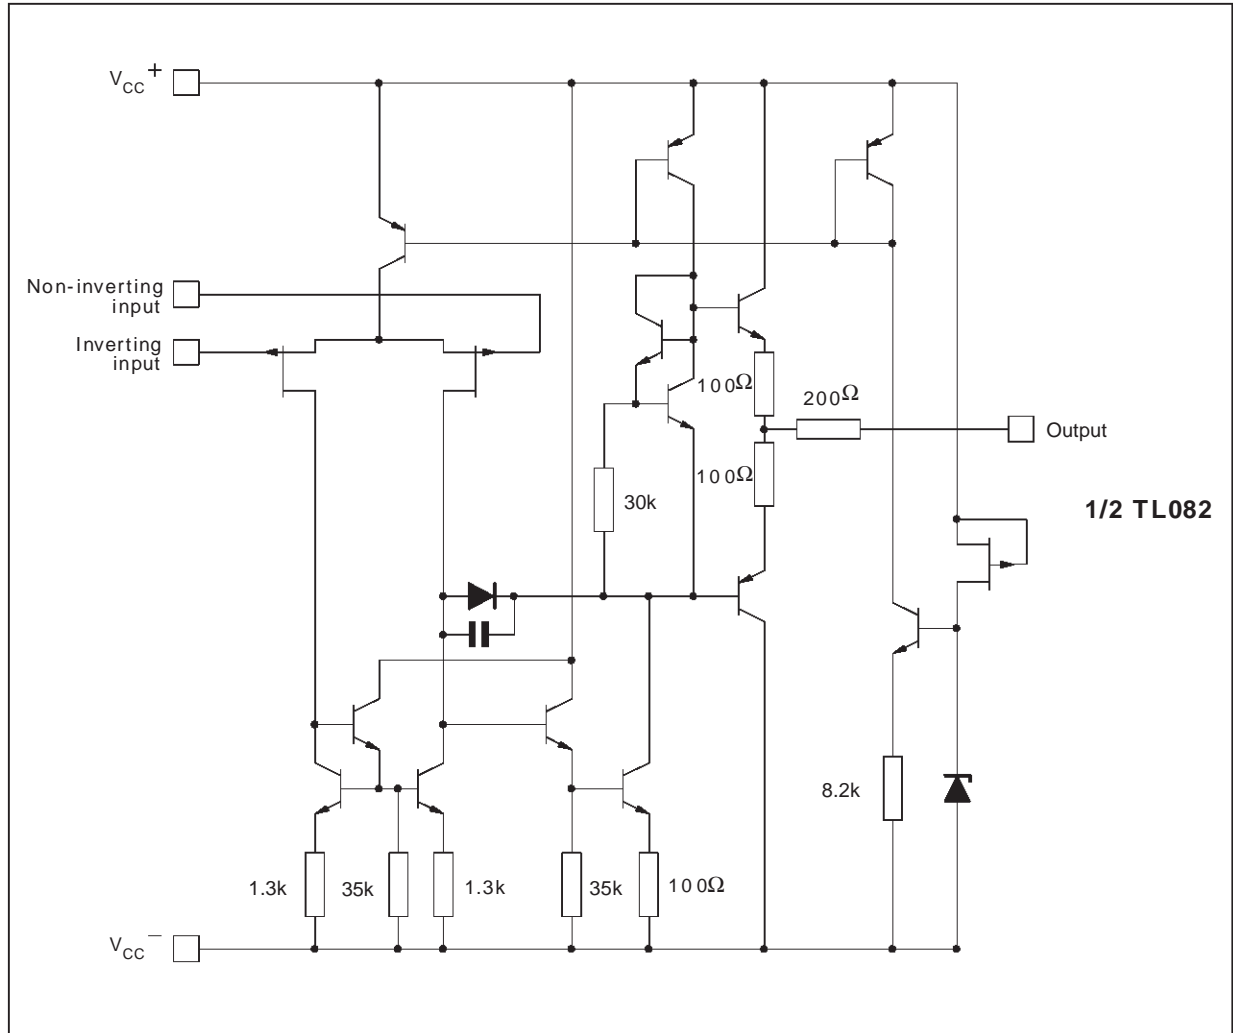 VCC+
Non-inverting
input
Inverting
input
100Ω
200Ω
Output
100Ω
30k
1/2 TL082
8.2k
1.3k
35k
1.3k
35k
100Ω
VCC−